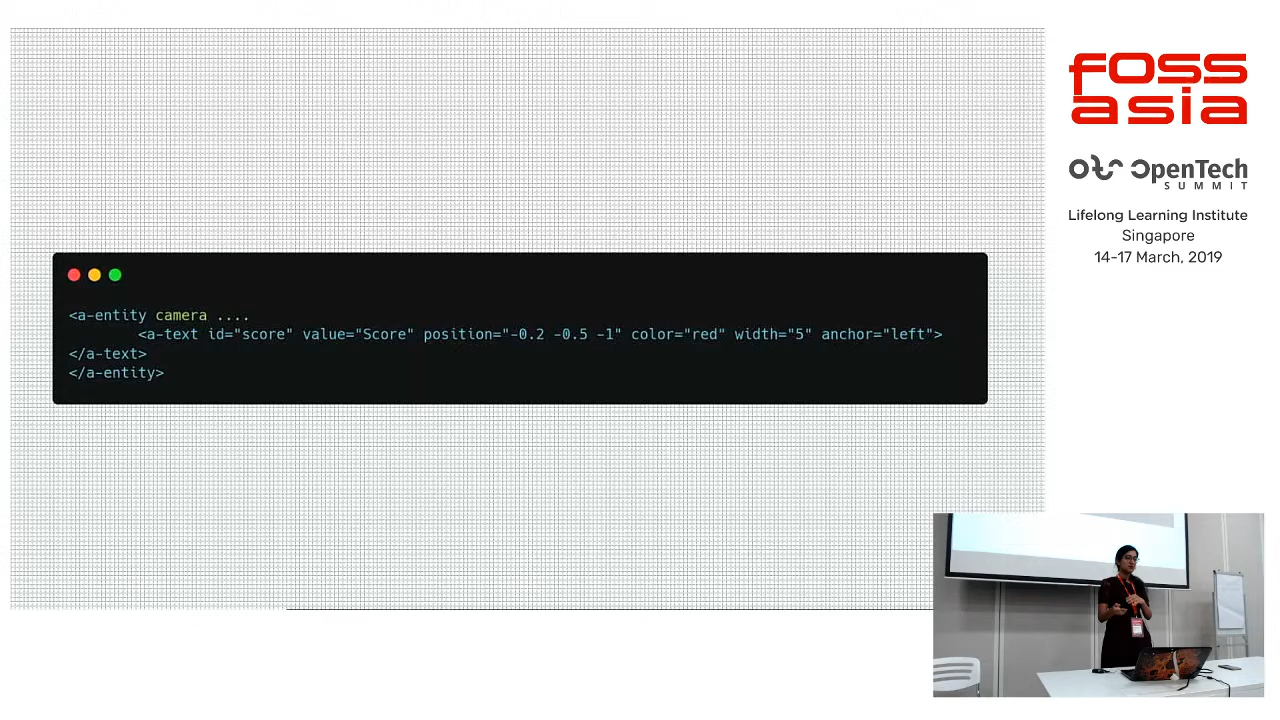 <a-entity camera ....
<a-text id="score" value="Score" position="-0.2 -0.5 -1" color="red" width="5" anchor="left">
</a-text>
</a-entity>
foss
asia
OpenTech
SUMMIT
Lifelong Learning Institute
Singapore
14-17 March, 2019